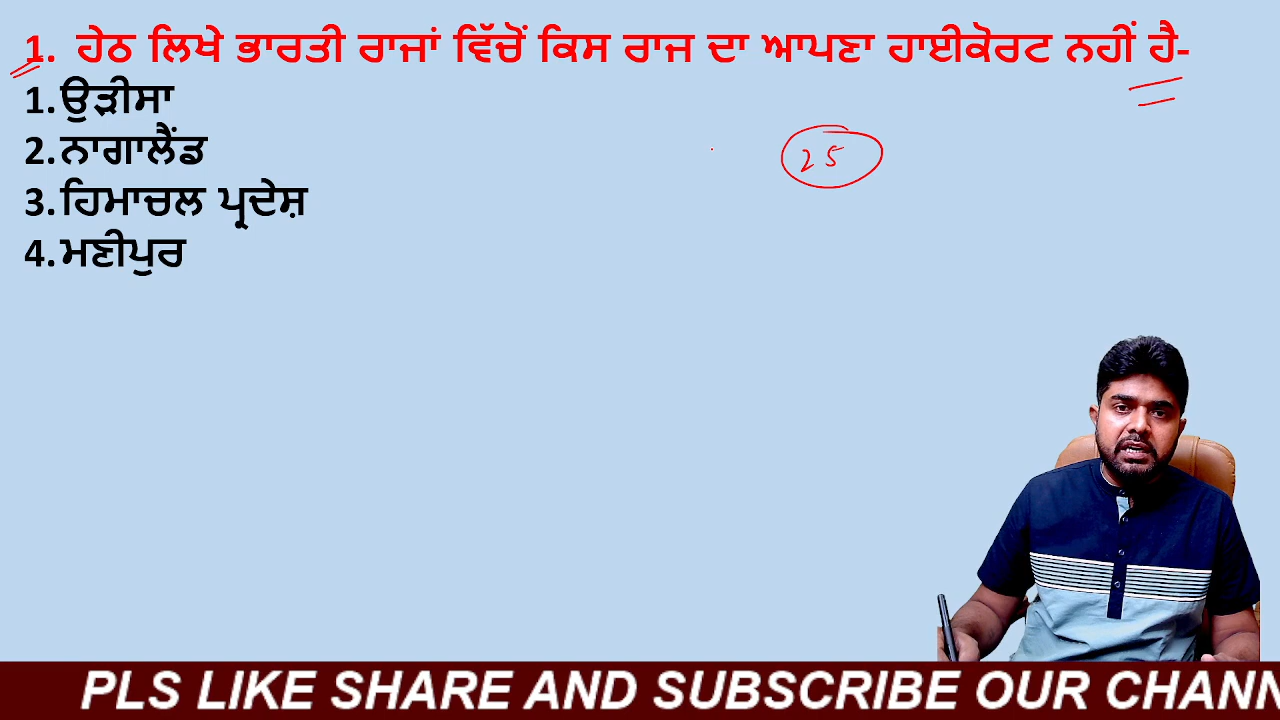 1. ਹੇਠ ਲਿਖੇ ਭਾਰਤੀ ਰਾਜਾਂ ਵਿੱਚੋਂ ਕਿਸ ਰਾਜ ਦਾ ਆਪਣਾ ਹਾਈਕੋਰਟ ਨਹੀਂ ਹੈ-
1.ਉੜੀਸਾ
2.ਨਾਗਾਲੈਂਡ
3.ਹਿਮਾਚਲ ਪ੍ਰਦੇਸ਼
4.ਮਣੀਪੁਰ
25
PLS LIKE SHARE AND SUBSCRIBE OUR CHANN